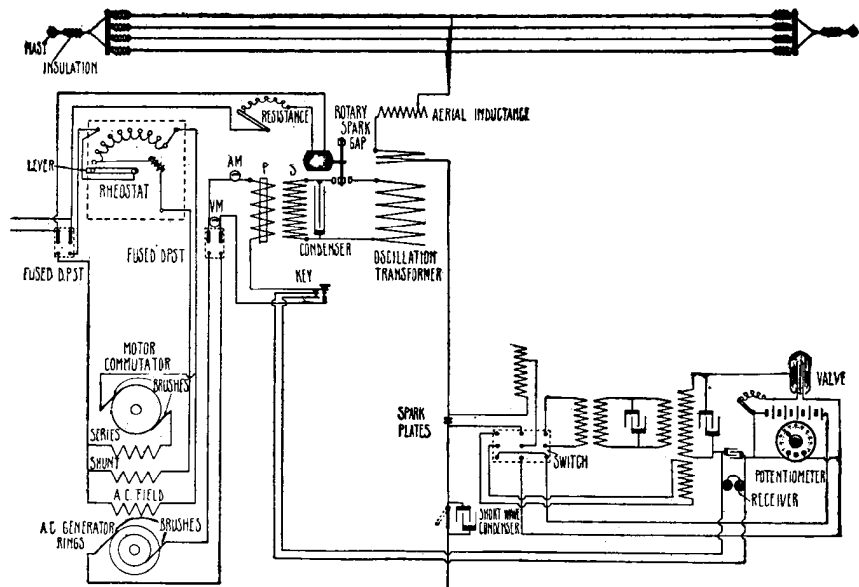 MAST
INSULATION
RESISTANCE
ROTARY
SPARK
GAP
AERIAL INDUCTANCE
LEVER
RHEOSTAT
AM
P
S
VM
CONDENSER
OSCILLATION
TRANSFORMER
FUSED D.P.S.T
FUSED D.P.S.T
KEY
MOTOR
COMMUTATOR
BRUSHES
SERIES
SHUNT
A.C. FIELD
A.C. GENERATOR
RINGS
BRUSHES
SPARK
PLATES
SWITCH
VALVE
POTENTIOMETER
RECEIVER
SHORT WAVE
CONDENSER